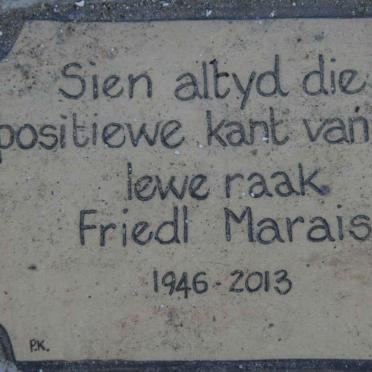 Sien altyd die
positiewe kant van
lewe raak
Friedl Marais
1946-2013
P.K.